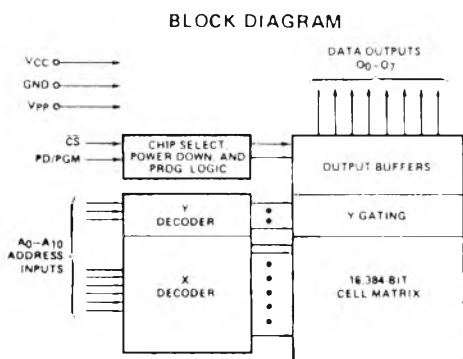 BLOCK DIAGRAM
DATA OUTPUTS
O0–O7
VCC
GND
VPP
CS
PD/PGM
CHIP SELECT,
POWER DOWN, AND
PROG. LOGIC
OUTPUT BUFFERS
Y
DECODER
Y GATING
A0–A10
ADDRESS
INPUTS
X
DECODER
16,384-BIT
CELL MATRIX